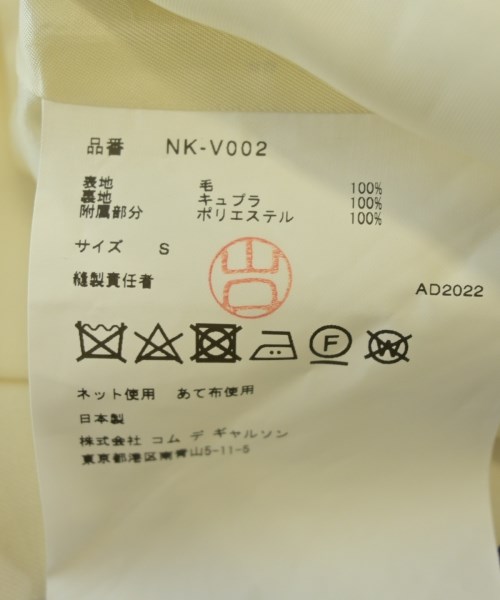 品番 NK-V002
表地 毛 100%
裏地 キュプラ 100%
附属部分 ポリエステル 100%
サイズ S
縫製責任者
AD2022
F
W
ネット使用 あて布使用
日本製
株式会社 コム デ ギャルソン
東京都港区南青山5-11-5